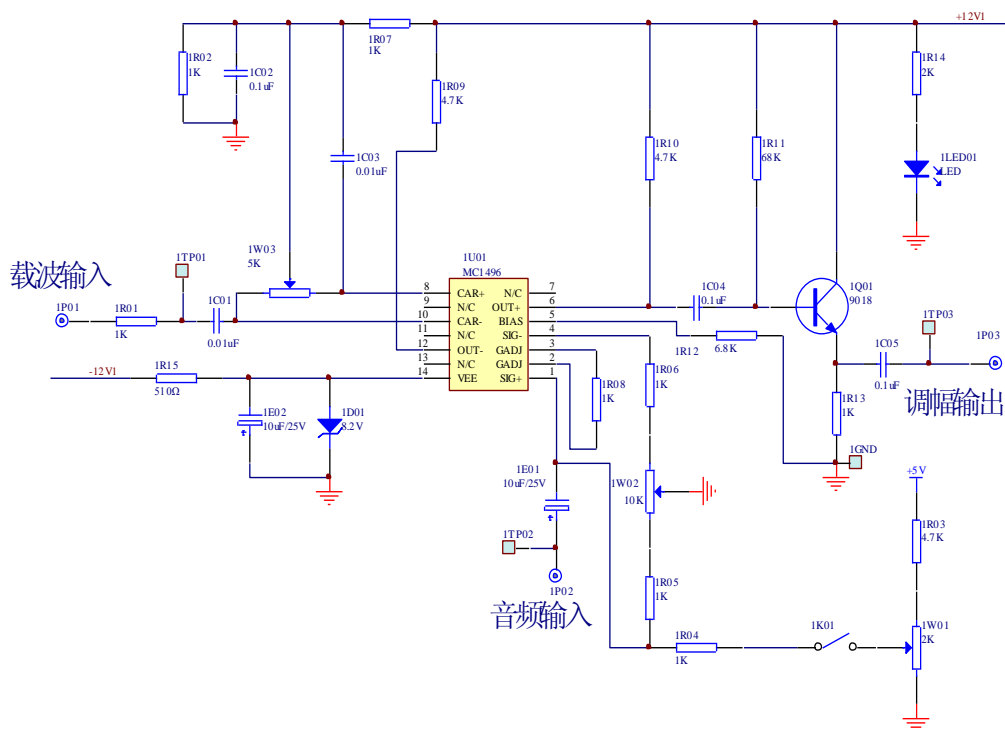 +12V1
1R07
1K
1R02
1K
1C02
0.1uF
1R09
4.7K
1C03
0.01uF
1R10
4.7K
1R11
68K
1R14
2K
1LED01
LED
载波输入
1TP01
1W03
5K
1P01
1R01
1K
1C01
0.01uF
1U01
MC1496
8 CAR+ N/C 7
9 N/C OUT+ 6
10 CAR- BIAS 5
11 N/C SIG- 4
12 OUT- GADJ 3
13 N/C GADJ 2
14 VEE SIG+ 1
1C04
0.1uF
1Q01
9018
1TP03
1P03
1R12
6.8K
1C05
0.1uF
调幅输出
-12V1
1R15
510Ω
1E02
10uF/25V
1D01
8.2V
1R08
1K
1R06
1K
1R13
1K
1GND
1E01
10uF/25V
1W02
10K
+5V
1TP02
1R03
4.7K
1P02
音频输入
1R05
1K
1R04
1K
1K01
1W01
2K